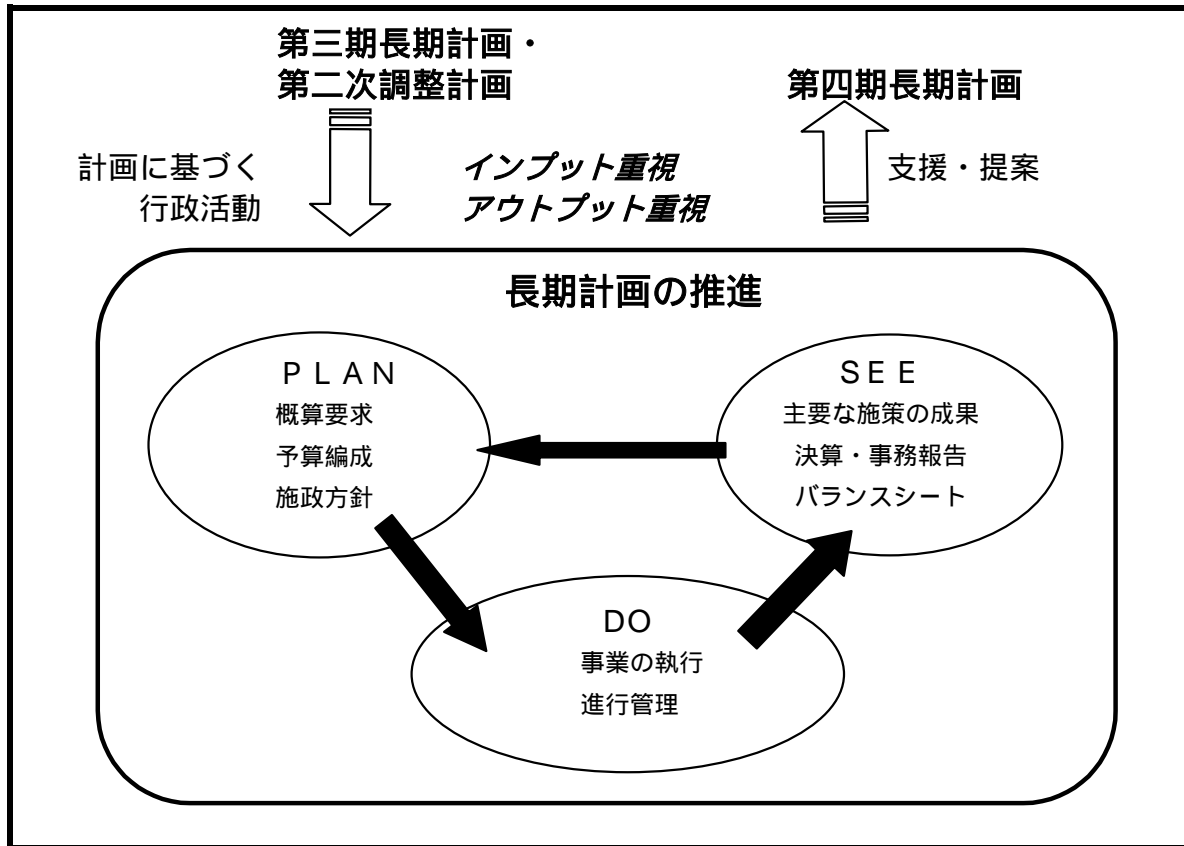 第三期長期計画・
第二次調整計画
第四期長期計画
計画に基づく
行政活動
インプット重視
アウトプット重視
支援・提案
長期計画の推進
ＰＬＡＮ
概算要求
予算編成
施政方針
ＳＥＥ
主要な施策の成果
決算・事務報告
バランスシート
ＤＯ
事業の執行
進行管理